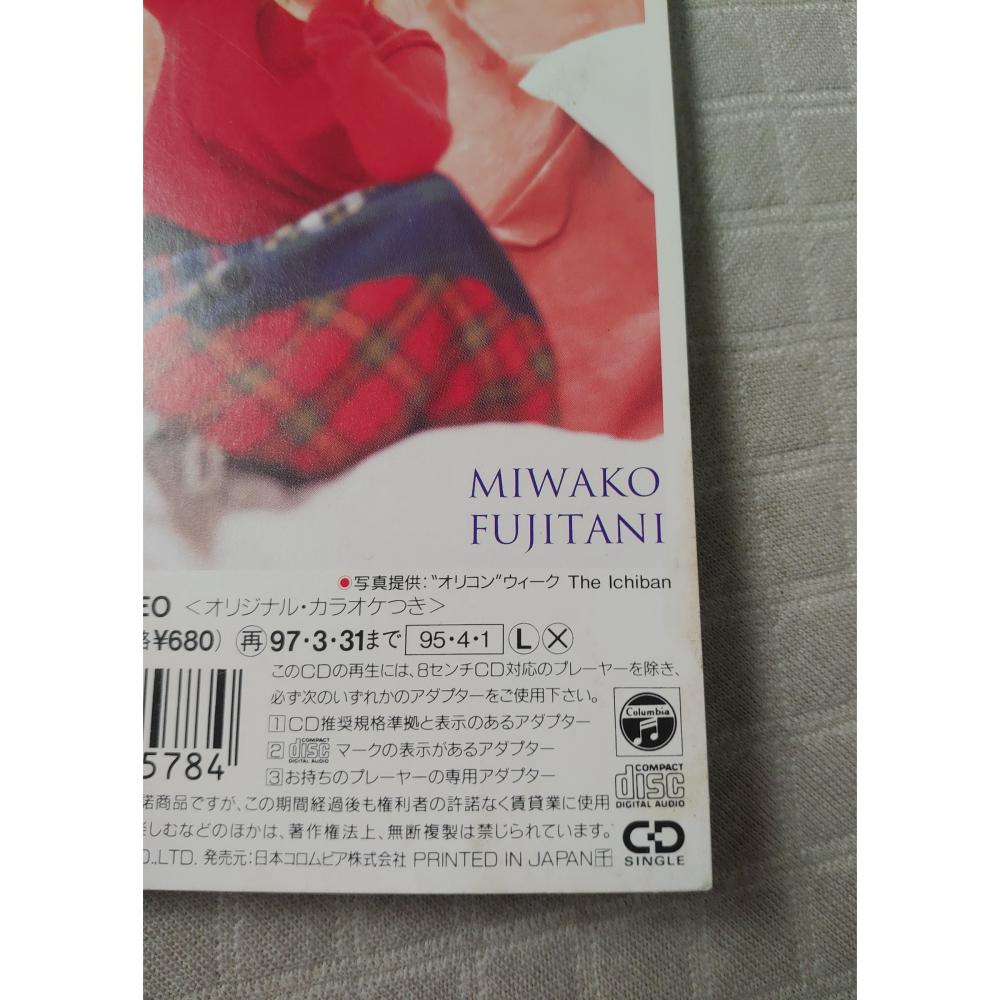 MIWAKO
FUJITANI
●写真提供:“オリコン”ウィーク The Ichiban
EO <オリジナル・カラオケつき>
格¥680) 再 97・3・31まで 95・4・1 L X
このCDの再生には、8センチCD対応のプレーヤーを除き、
必ず次のいずれかのアダプターをご使用下さい。
1 CD推奨規格準拠と表示のあるアダプター
2 COMPACT disc DIGITAL AUDIO マークの表示があるアダプター
3 お持ちのプレーヤーの専用アダプター
5784
Columbia
COMPACT
disc
DIGITAL AUDIO
諾商品ですが、この期間経過後も権利者の許諾なく賃貸業に使用
楽しむなどのほかは、著作権法上、無断複製は禁じられています。
O.,LTD. 発売元:日本コロムビア株式会社 PRINTED IN JAPAN 千
CD
SINGLE